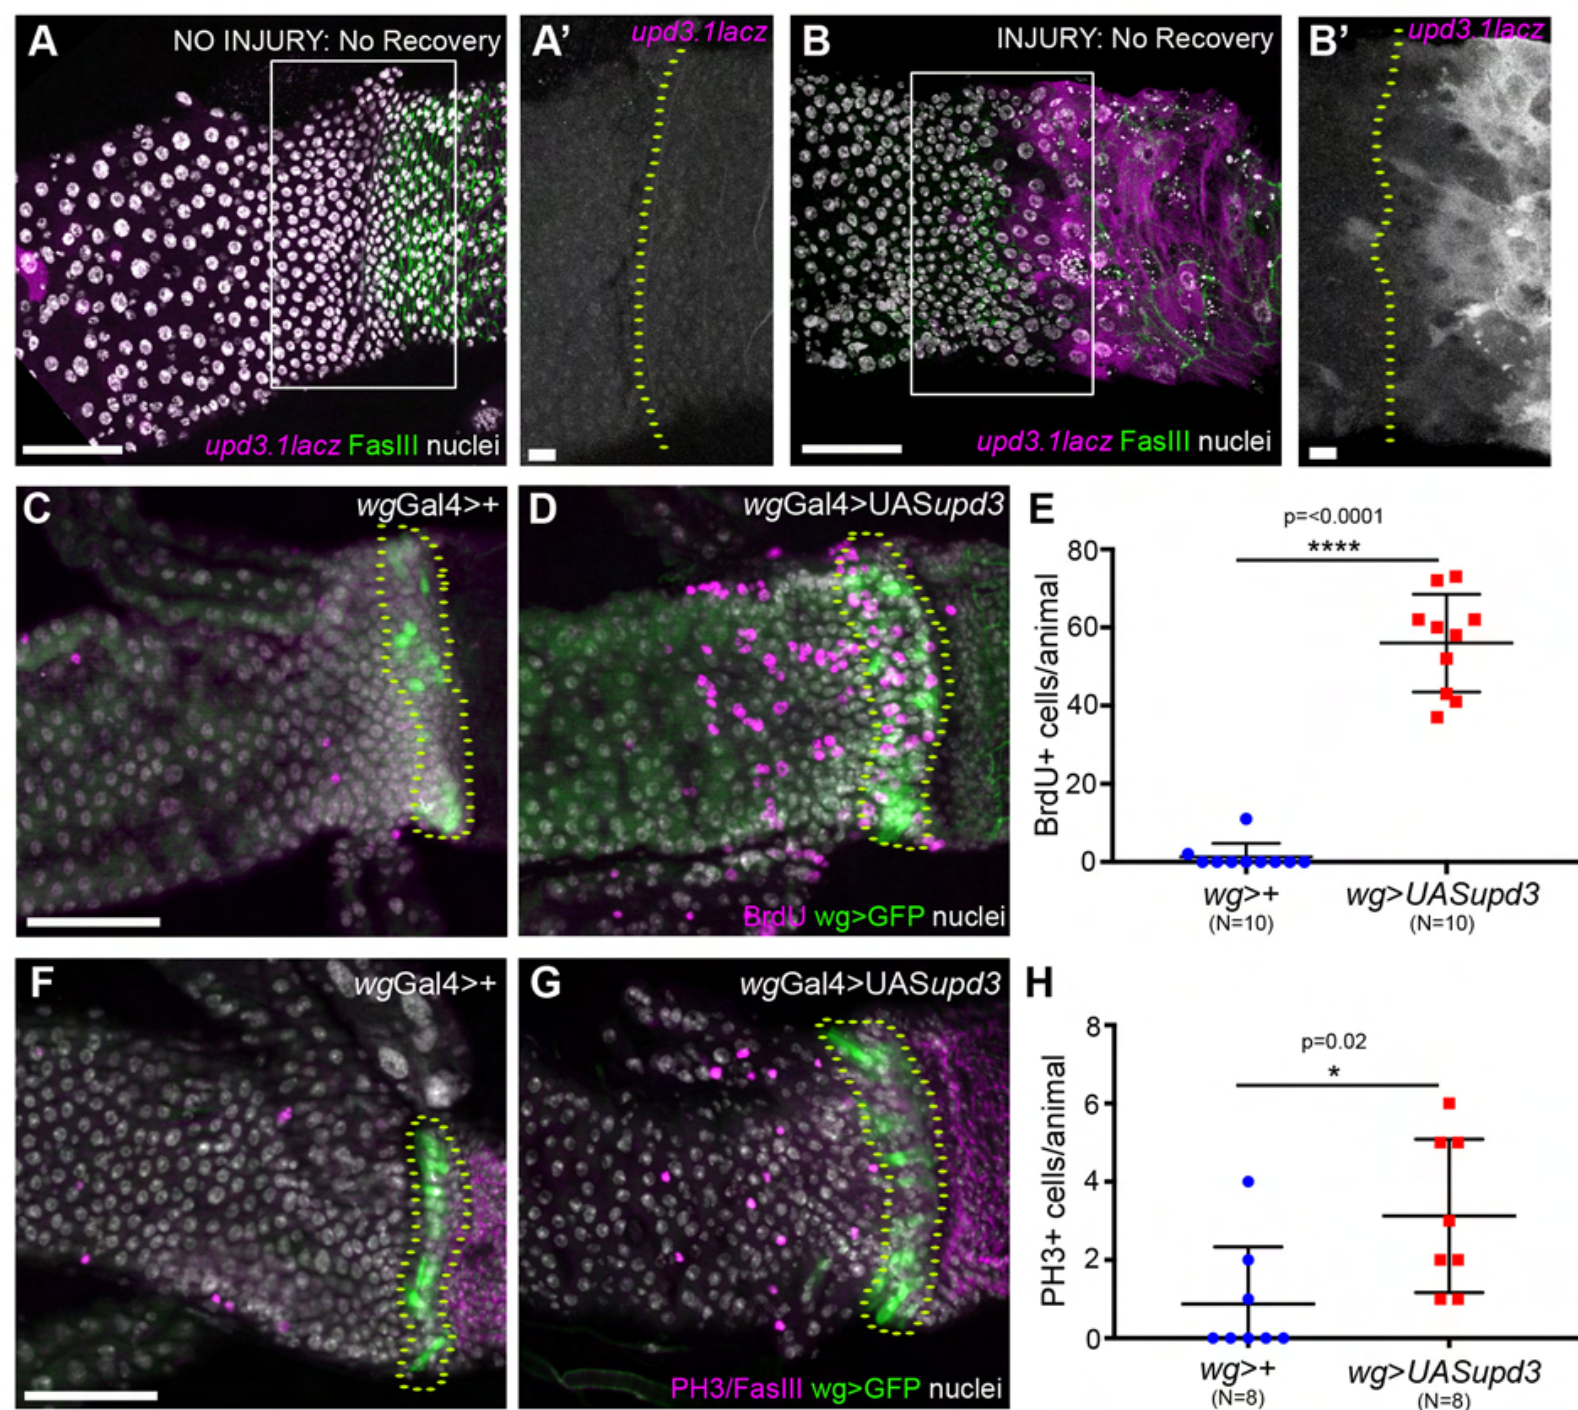 A
NO INJURY: No Recovery
upd3.1lacz FasIII nuclei
A’
upd3.1lacz
B
INJURY: No Recovery
upd3.1lacz FasIII nuclei
B’
upd3.1lacz
C
wgGal4>+
D
wgGal4>UASupd3
BrdU wg>GFP nuclei
E
p=<0.0001
****
BrdU+ cells/animal
80
60
40
20
0
wg>+
(N=10)
wg>UASupd3
(N=10)
F
wgGal4>+
G
wgGal4>UASupd3
PH3/FasIII wg>GFP nuclei
H
p=0.02
*
PH3+ cells/animal
8
6
4
2
0
wg>+
(N=8)
wg>UASupd3
(N=8)